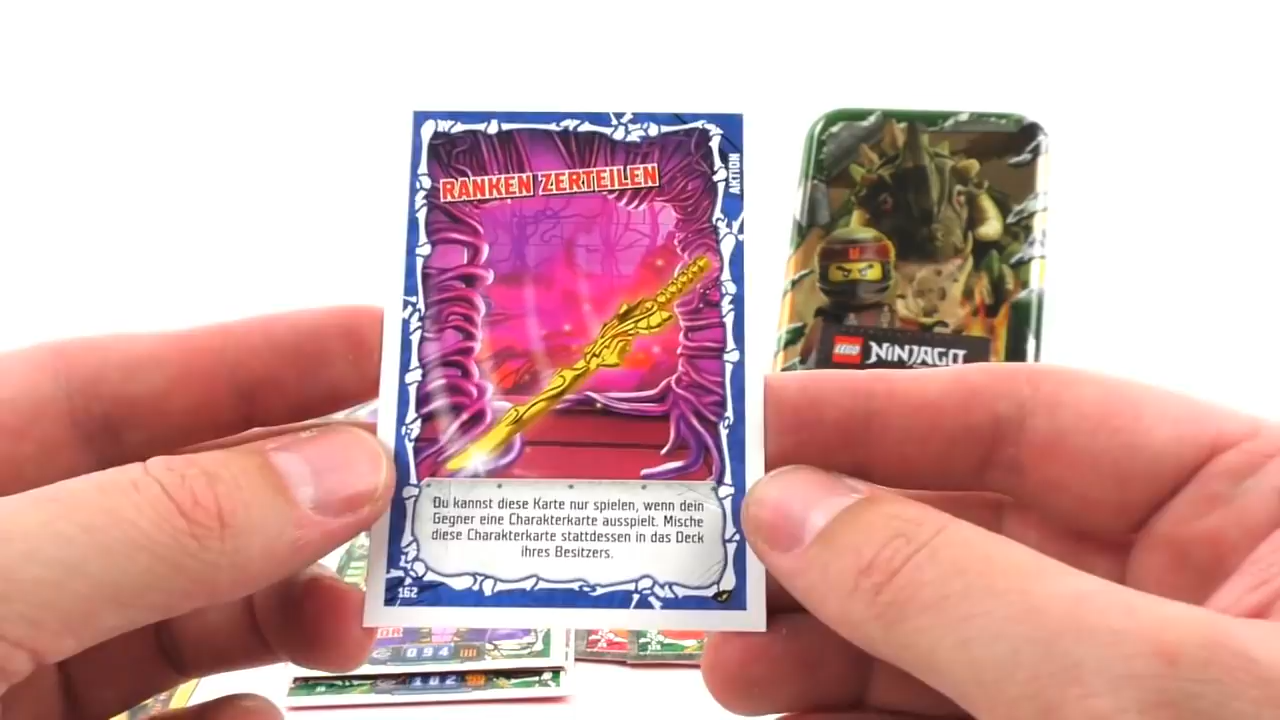 RANKEN ZERTEILEN
AKTION
Du kannst diese Karte nur spielen, wenn dein
Gegner eine Charakterkarte ausspielt. Mische
diese Charakterkarte stattdessen in das Deck
ihres Besitzers.
162
LEGO NINJAGO
094
102